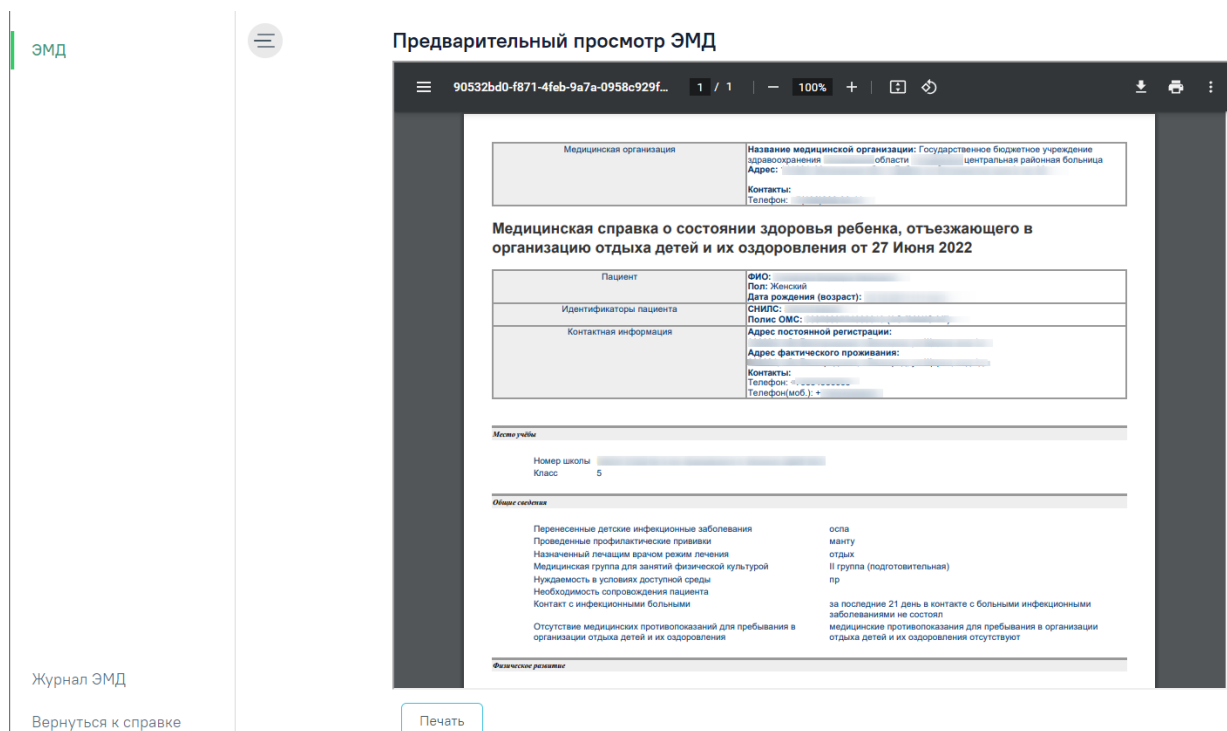 ЭМД
Журнал ЭМД
Вернуться к справке
Предварительный просмотр ЭМД
90532bd0-f871-4feb-9a7a-0958c929f... 1 / 1 100%
Медицинская организация
Название медицинской организации: Государственное бюджетное учреждение
здравоохранения области центральная районная больница
Адрес:
Контакты:
Телефон:
Медицинская справка о состоянии здоровья ребенка, отъезжающего в
организацию отдыха детей и их оздоровления от 27 Июня 2022
Пациент
ФИО:
Пол: Женский
Дата рождения (возраст):
Идентификаторы пациента
СНИЛС:
Полис ОМС:
Контактная информация
Адрес постоянной регистрации:
Адрес фактического проживания:
Контакты:
Телефон:
Телефон(моб.): +
Место учёбы
Номер школы
Класс 5
Общие сведения
Перенесенные детские инфекционные заболевания оспа
Проведенные профилактические прививки манту
Назначенный лечащим врачом режим лечения отдых
Медицинская группа для занятий физической культурой II группа (подготовительная)
Нуждаемость в условиях доступной среды пр
Необходимость сопровождения пациента
Контакт с инфекционными больными за последние 21 день в контакте с больными инфекционными
заболеваниями не состоял
Отсутствие медицинских противопоказаний для пребывания в медицинские противопоказания для пребывания в организации
организации отдыха детей и их оздоровления отдыха детей и их оздоровления отсутствуют
Физическое развитие
Печать